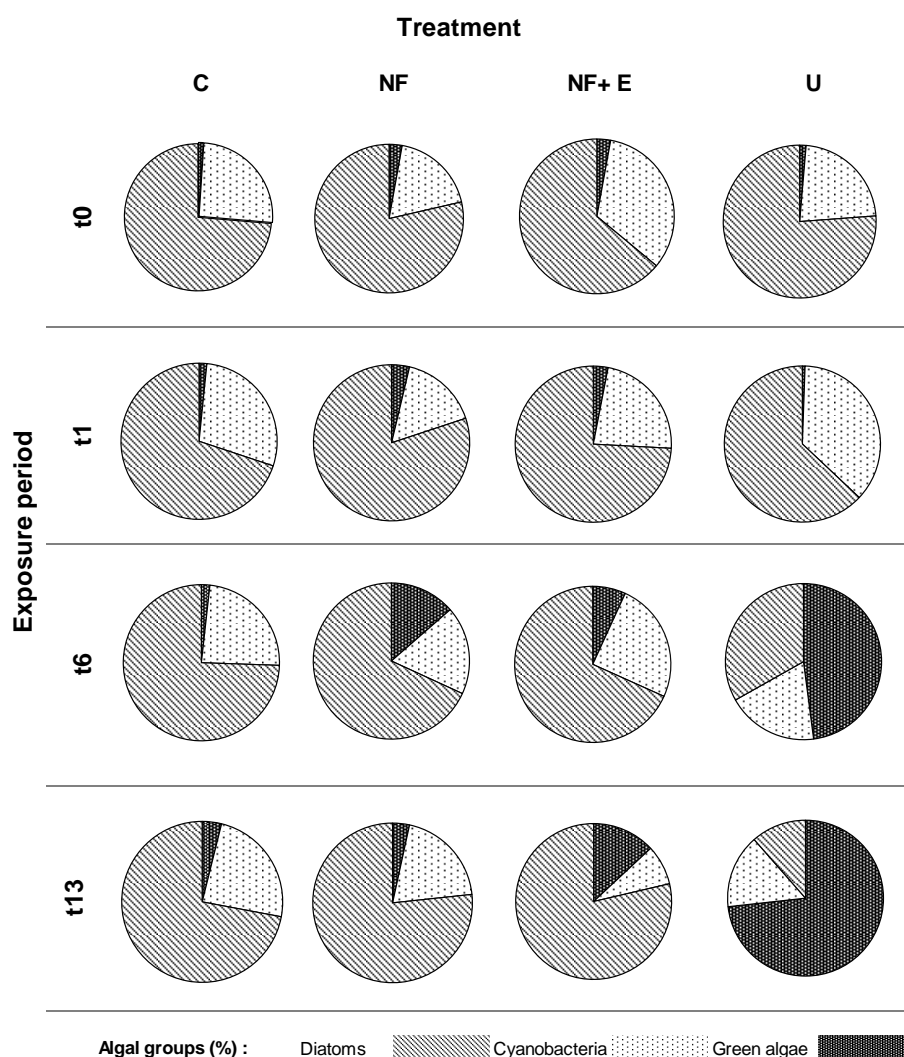 Treatment
C NF NF+ E U
Exposure period
t0
t1
t6
t13
Algal groups (%) : Diatoms Cyanobacteria Green algae